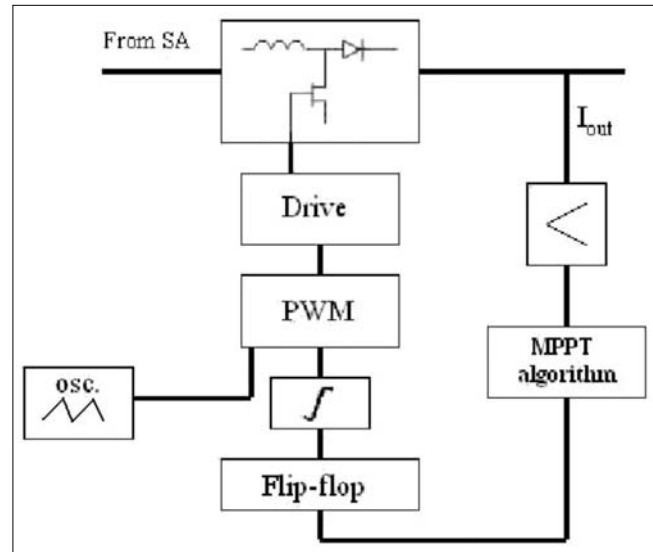 From SA
I_out
Drive
PWM
MPPT
algorithm
osc.
Flip-flop